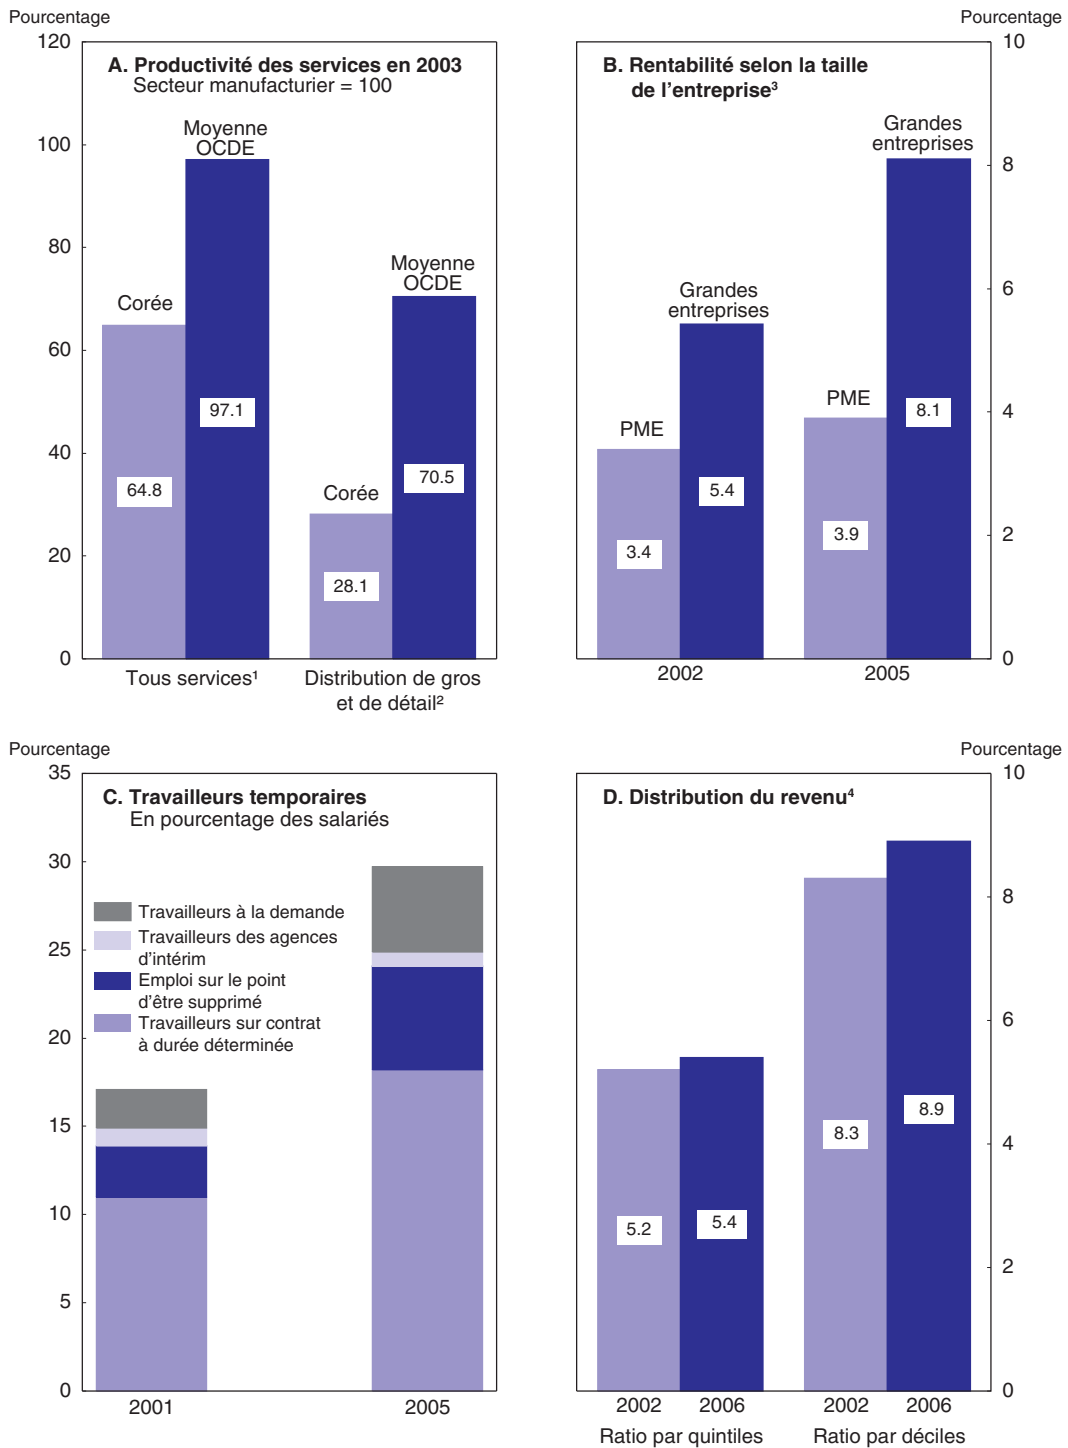 Pourcentage
120
100
80
60
40
20
0
A. Productivité des services en 2003
Secteur manufacturier = 100
Moyenne
OCDE
Corée
97.1
64.8
Moyenne
OCDE
Corée
70.5
28.1
Tous services¹
Distribution de gros
et de détail²
Pourcentage
10
8
6
4
2
0
B. Rentabilité selon la taille
de l'entreprise³
Grandes
entreprises
PME
5.4
3.4
Grandes
entreprises
PME
8.1
3.9
2002
2005
Pourcentage
35
30
25
20
15
10
5
0
C. Travailleurs temporaires
En pourcentage des salariés
Travailleurs à la demande
Travailleurs des agences
d'intérim
Emploi sur le point
d'être supprimé
Travailleurs sur contrat
à durée déterminée
2001
2005
Pourcentage
10
8
6
4
2
0
D. Distribution du revenu⁴
5.2
5.4
8.3
8.9
2002
2006
2002
2006
Ratio par quintiles
Ratio par déciles